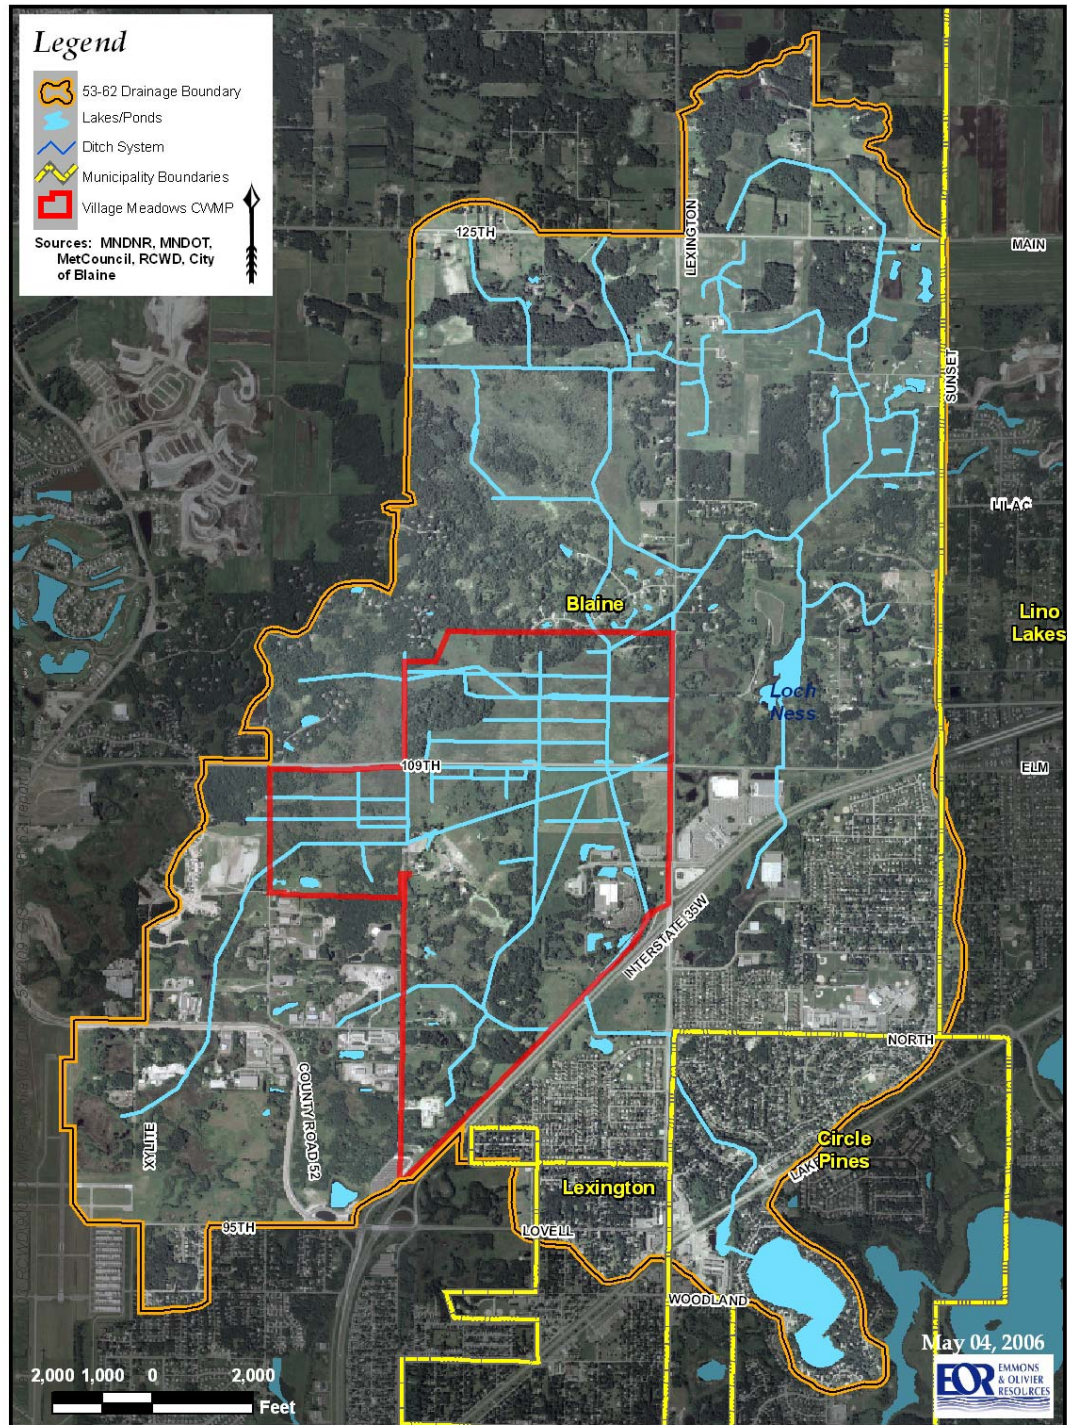 Legend
53-62 Drainage Boundary
Lakes/Ponds
Ditch System
Municipality Boundaries
Village Meadows CWMP
Sources: MNDNR, MNDOT,
MetCouncil, RCWD, City
of Blaine
125TH
LEXINGTON
MAIN
SUNSET
LILAC
Blaine
Lino
Lakes
Loch
Ness
109TH
ELM
INTERSTATE 35W
NORTH
COUNTY ROAD 52
XYLITE
Circle
Pines
LAKE
Lexington
95TH
LOVELL
WOODLAND
May 04, 2006
2,000 1,000 0 2,000
Feet
EOR
EMMONS
& OLIVIER
RESOURCES